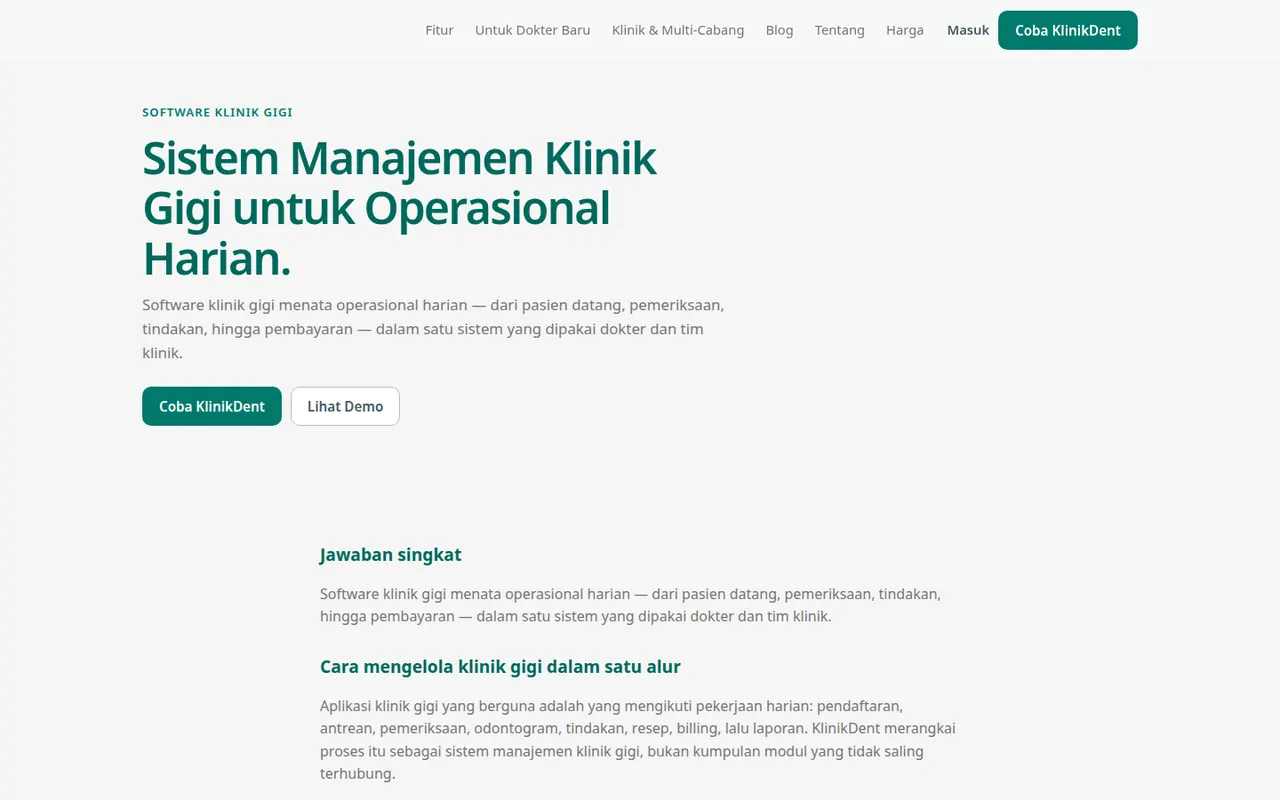 Fitur Untuk Dokter Baru Klinik & Multi-Cabang Blog Tentang Harga Masuk Coba KlinikDent
SOFTWARE KLINIK GIGI
Sistem Manajemen Klinik
Gigi untuk Operasional
Harian.
Software klinik gigi menata operasional harian — dari pasien datang, pemeriksaan,
tindakan, hingga pembayaran — dalam satu sistem yang dipakai dokter dan tim
klinik.
Coba KlinikDent Lihat Demo
Jawaban singkat
Software klinik gigi menata operasional harian — dari pasien datang, pemeriksaan, tindakan,
hingga pembayaran — dalam satu sistem yang dipakai dokter dan tim klinik.
Cara mengelola klinik gigi dalam satu alur
Aplikasi klinik gigi yang berguna adalah yang mengikuti pekerjaan harian: pendaftaran,
antrean, pemeriksaan, odontogram, tindakan, resep, billing, lalu laporan. KlinikDent merangkai
proses itu sebagai sistem manajemen klinik gigi, bukan kumpulan modul yang tidak saling
terhubung.